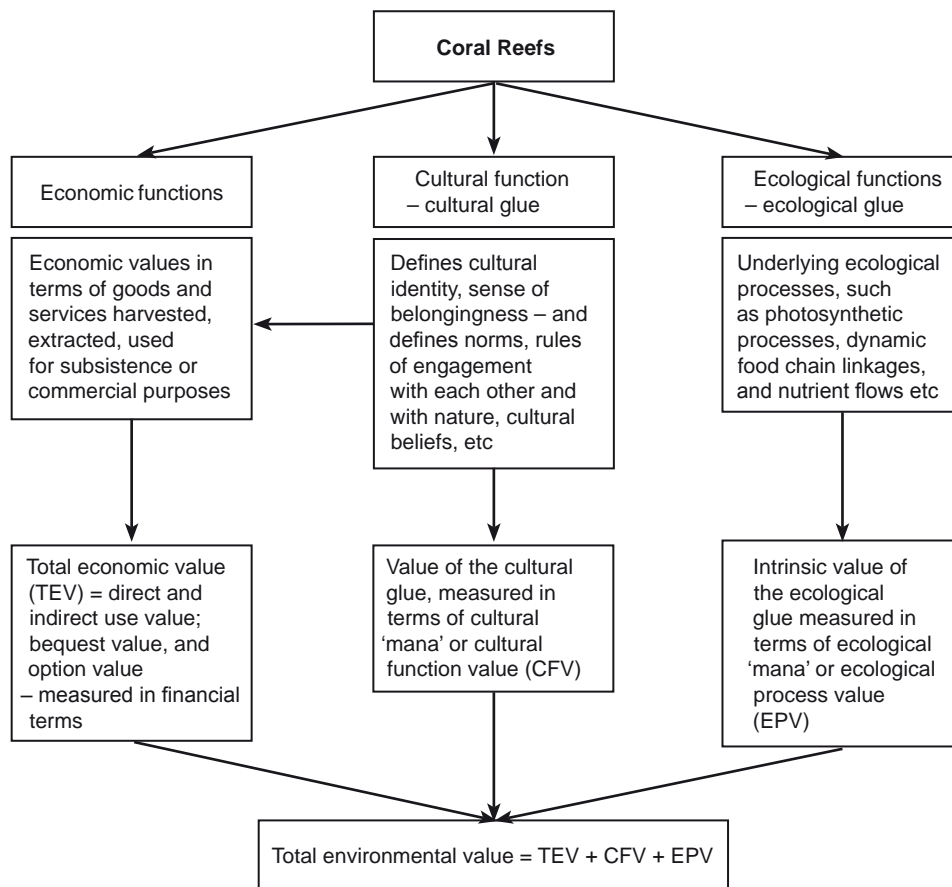 Coral Reefs
Economic functions
Cultural function
– cultural glue
Ecological functions
– ecological glue
Economic values in
terms of goods and
services harvested,
extracted, used
for subsistence or
commercial purposes
Defines cultural
identity, sense of
belongingness – and
defines norms, rules
of engagement
with each other and
with nature, cultural
beliefs, etc
Underlying ecological
processes, such
as photosynthetic
processes, dynamic
food chain linkages,
and nutrient flows etc
Total economic value
(TEV) = direct and
indirect use value;
bequest value, and
option value
– measured in financial
terms
Value of the cultural
glue, measured in
terms of cultural
‘mana’ or cultural
function value (CFV)
Intrinsic value of
the ecological
glue measured in
terms of ecological
‘mana’ or ecological
process value
(EPV)
Total environmental value = TEV + CFV + EPV